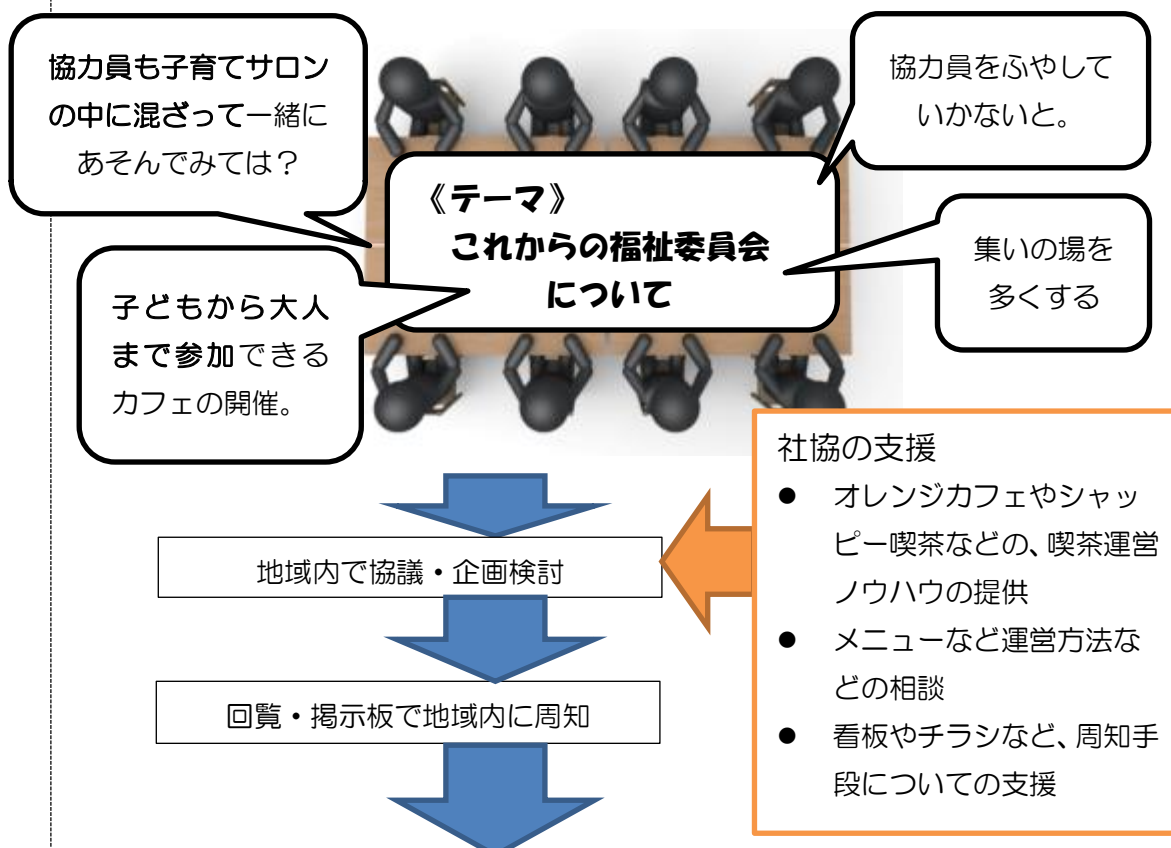 協力員も子育てサロン
の中に混ざって一緒に
あそんでみては？
協力員をふやして
いかないと。
《テーマ》
これからの福祉委員会
について
集いの場を
多くする
子どもから大人
まで参加できる
カフェの開催。
社協の支援
● オレンジカフェやシャッ
ピー喫茶などの、喫茶運営
ノウハウの提供
● メニューなど運営方法な
どの相談
● 看板やチラシなど、周知手
段についての支援
地域内で協議・企画検討
回覧・掲示板で地域内に周知